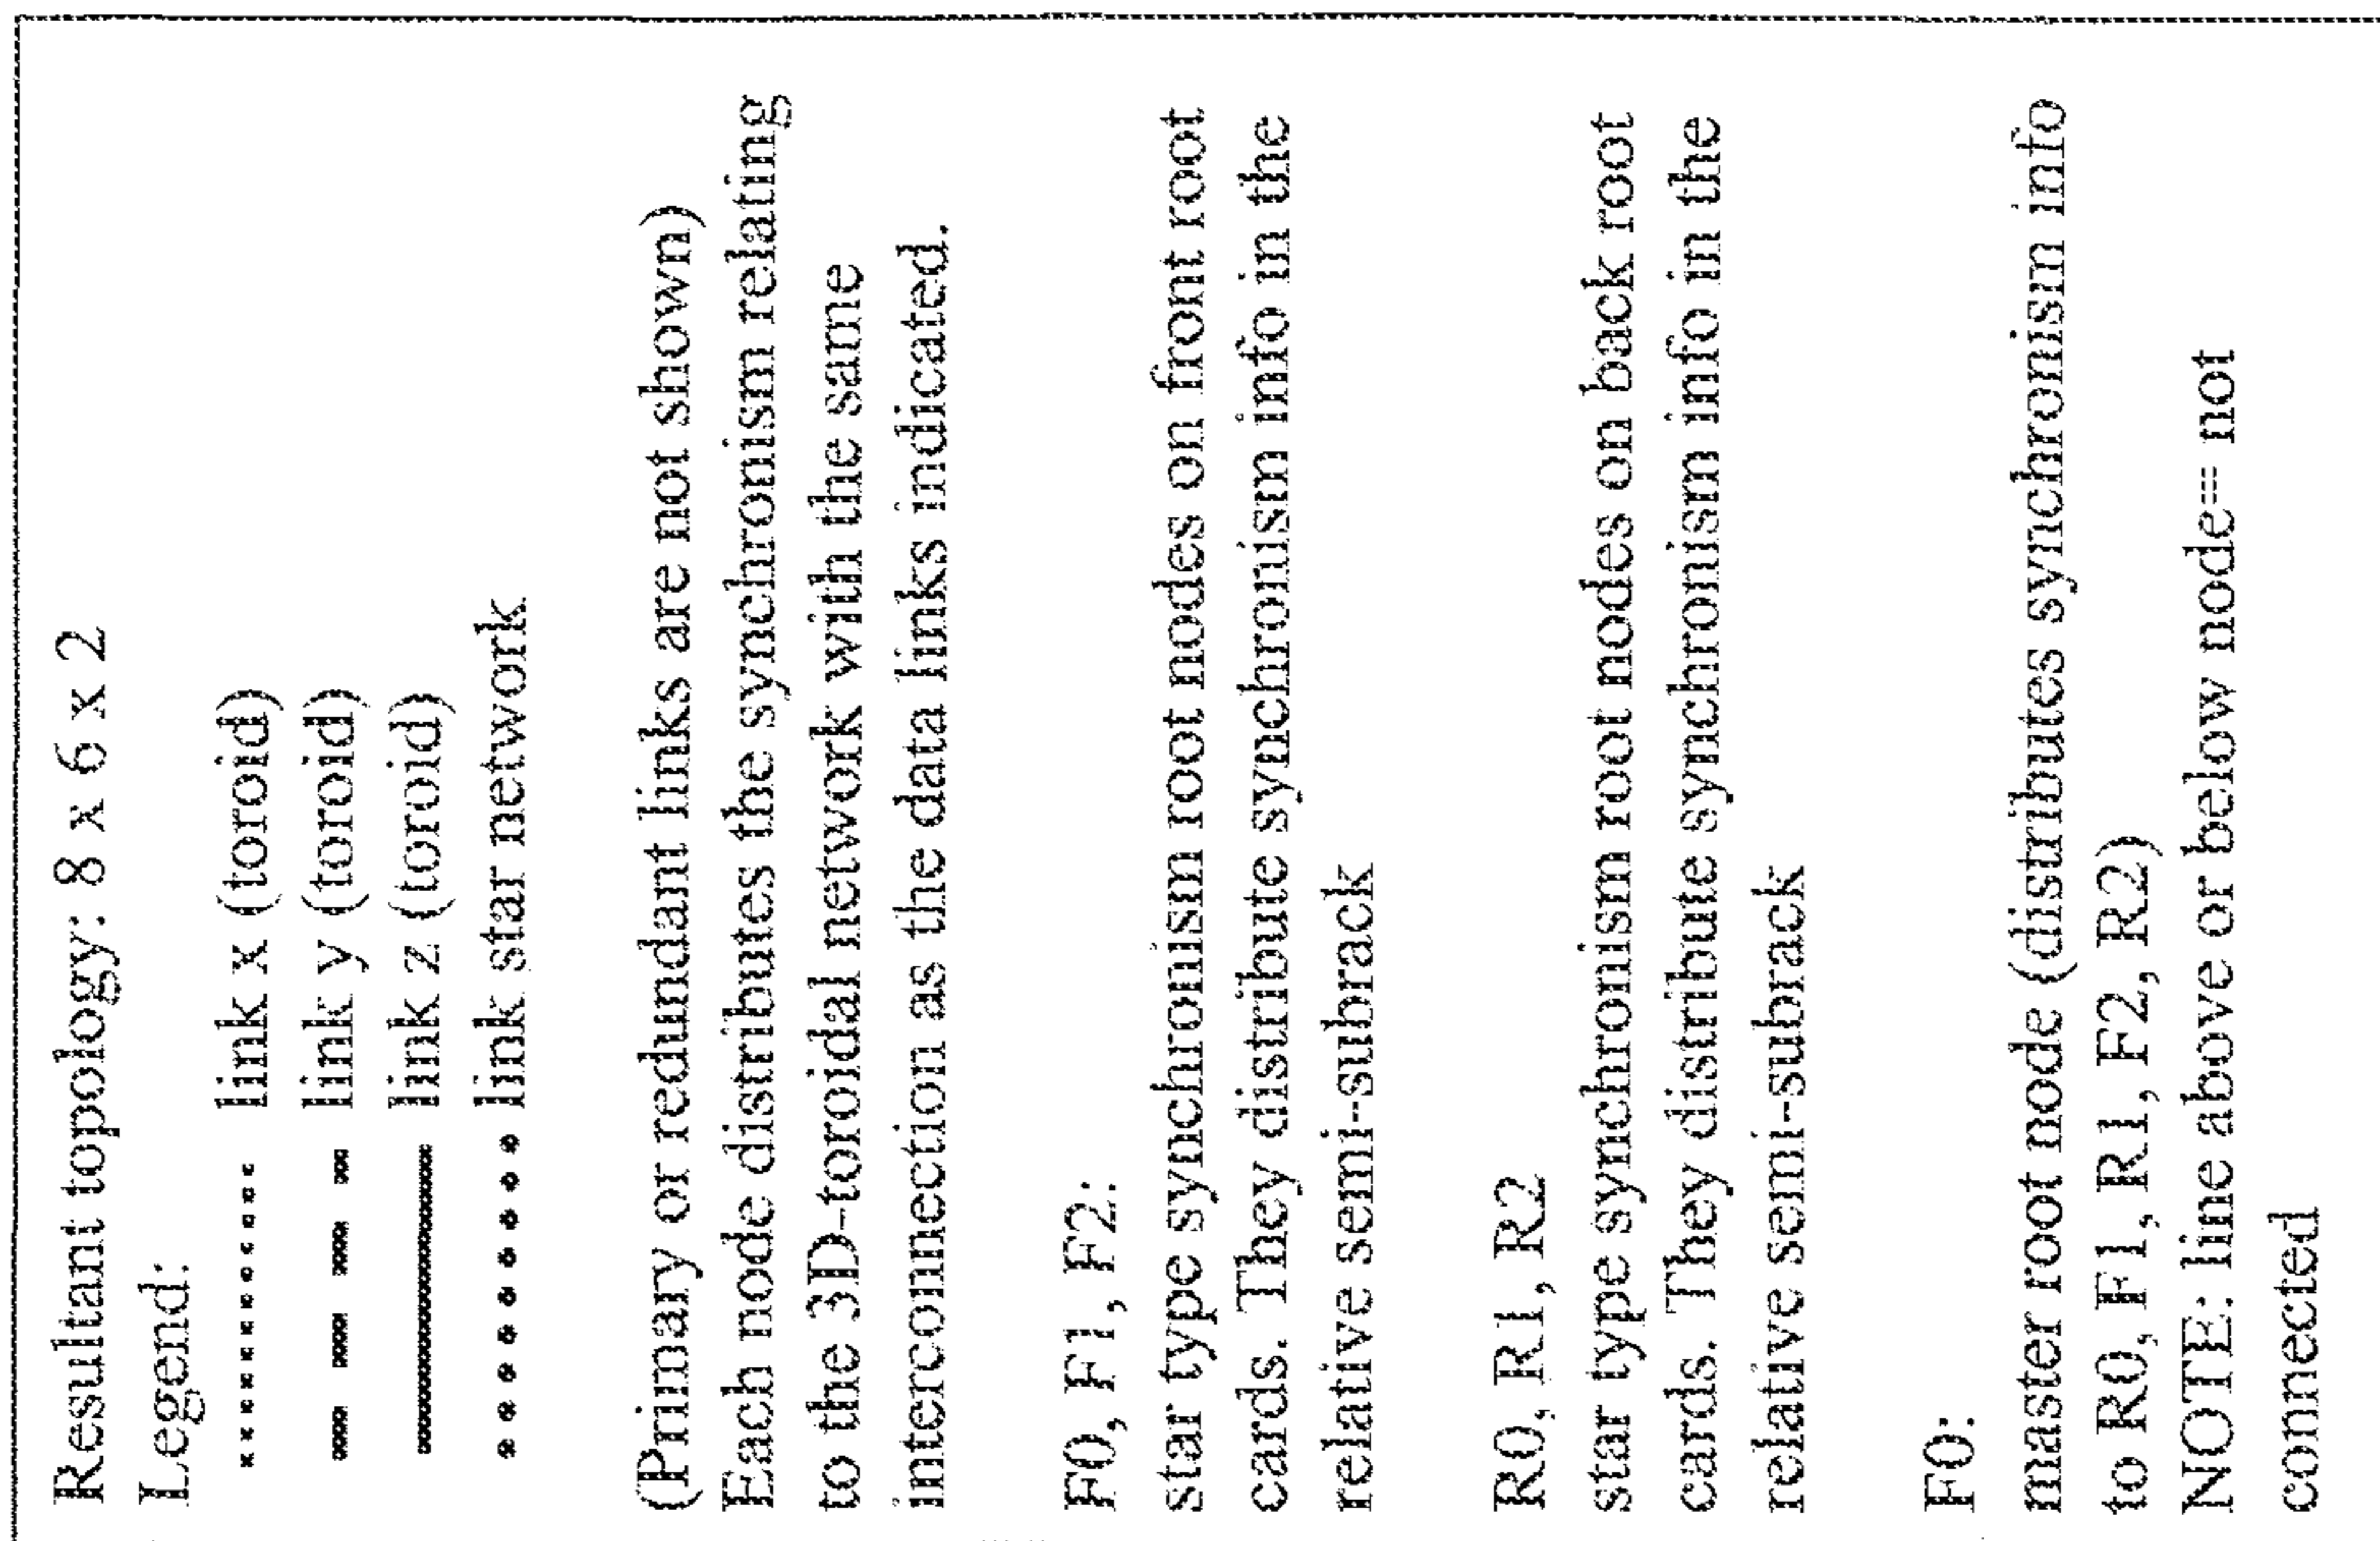 Resultant topology: 8 x 6 x 2
Legend:
link x (toroid)
link y (toroid)
link z (toroid)
link star network
(Primary or redundant links are not shown)
Each node distributes the synchronism relating
to the 3D-toroidal network with the same
interconnection as the data links indicated.
F0, F1, F2:
star type synchronism root nodes on front root
cards. They distribute synchronism info in the
relative semi-subrack
R0, R1, R2
star type synchronism root nodes on back root
cards. They distribute synchronism info in the
relative semi-subrack
F0:
master root node (distributes synchronism info
to R0, F1, R1, F2, R2)
NOTE: line above or below node== not
connected